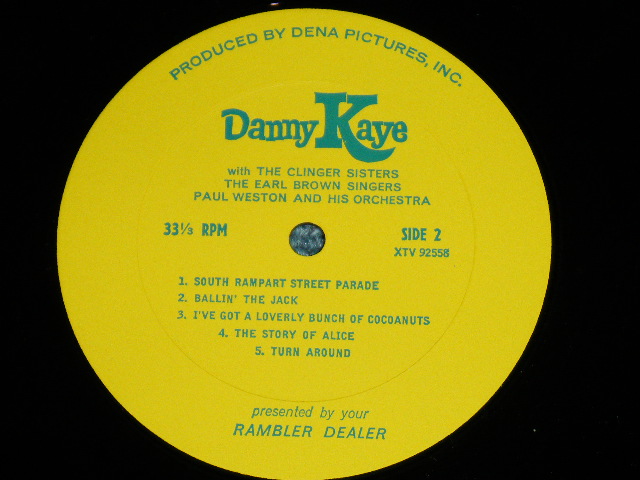 PRODUCED BY DENA PICTURES, INC.
Danny Kaye
with THE CLINGER SISTERS
THE EARL BROWN SINGERS
PAUL WESTON AND HIS ORCHESTRA
33⅓ RPM
SIDE 2
XTV 92558
1. SOUTH RAMPART STREET PARADE
2. BALLIN' THE JACK
3. I'VE GOT A LOVERLY BUNCH OF COCOANUTS
4. THE STORY OF ALICE
5. TURN AROUND
presented by your
RAMBLER DEALER